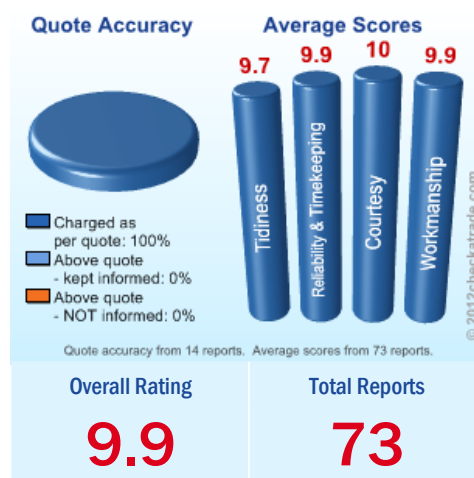 Quote Accuracy
Average Scores
9.7
9.9
10
9.9
Tidiness
Reliability & Timekeeping
Courtesy
Workmanship
Charged as
per quote: 100%
Above quote
- kept informed: 0%
Above quote
- NOT informed: 0%
© 2012checkatrade.com
Quote accuracy from 14 reports. Average scores from 73 reports.
Overall Rating
Total Reports
9.9
73